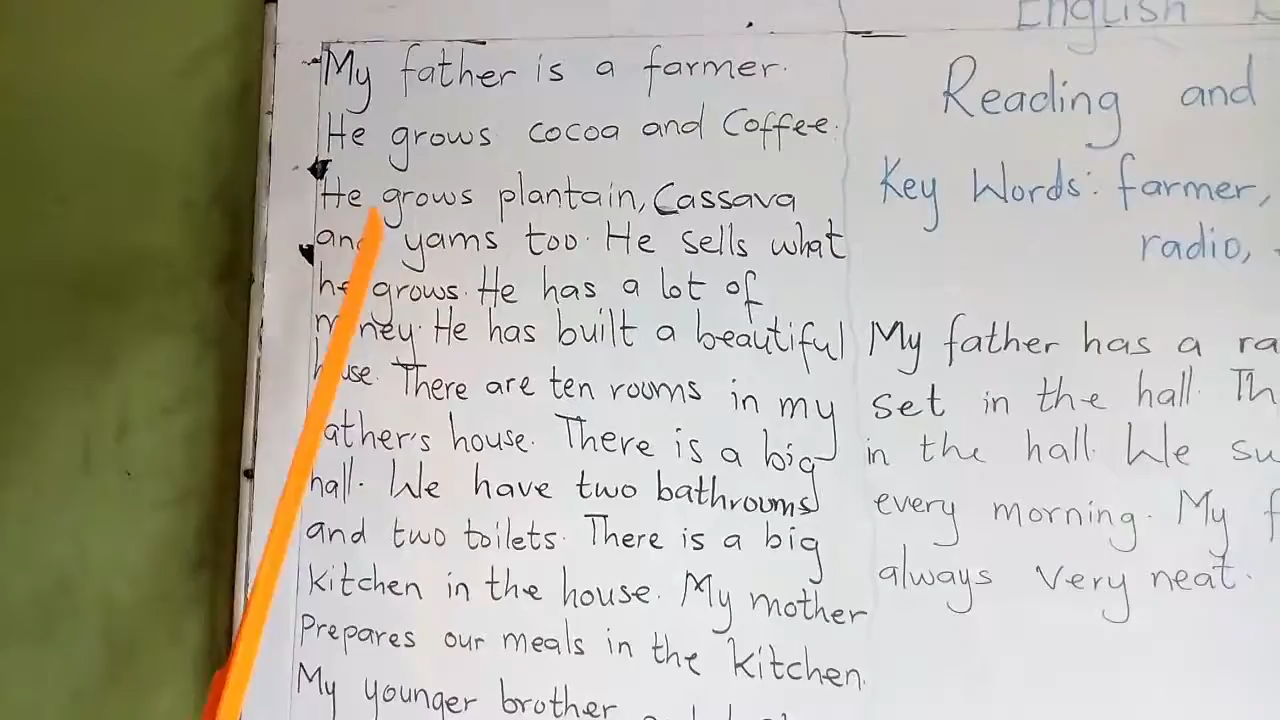 My father is a farmer.
He grows cocoa and Coffee.
He grows plantain, Cassava
and yams too. He sells what
he grows. He has a lot of
money. He has built a beautiful
house. There are ten rooms in my
father's house. There is a big
hall. We have two bathrooms
and two toilets. There is a big
kitchen in the house. My mother
Prepares our meals in the kitchen.
My younger brother
English
Reading and
Key Words: farmer,
radio,
My father has a
set in the hall.
in the hall. We
every morning. My
always very neat.